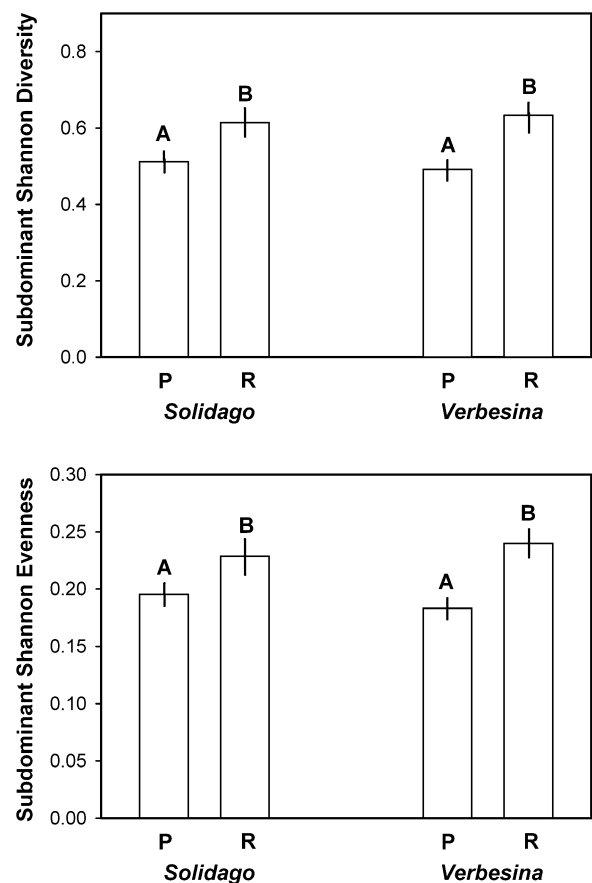 Subdominant Shannon Diversity
0.8
0.6
0.4
0.2
0.0
A
B
A
B
P R P R
Solidago Verbesina
Subdominant Shannon Evenness
0.30
0.25
0.20
0.15
0.10
0.05
0.00
A
B
A
B
P R P R
Solidago Verbesina